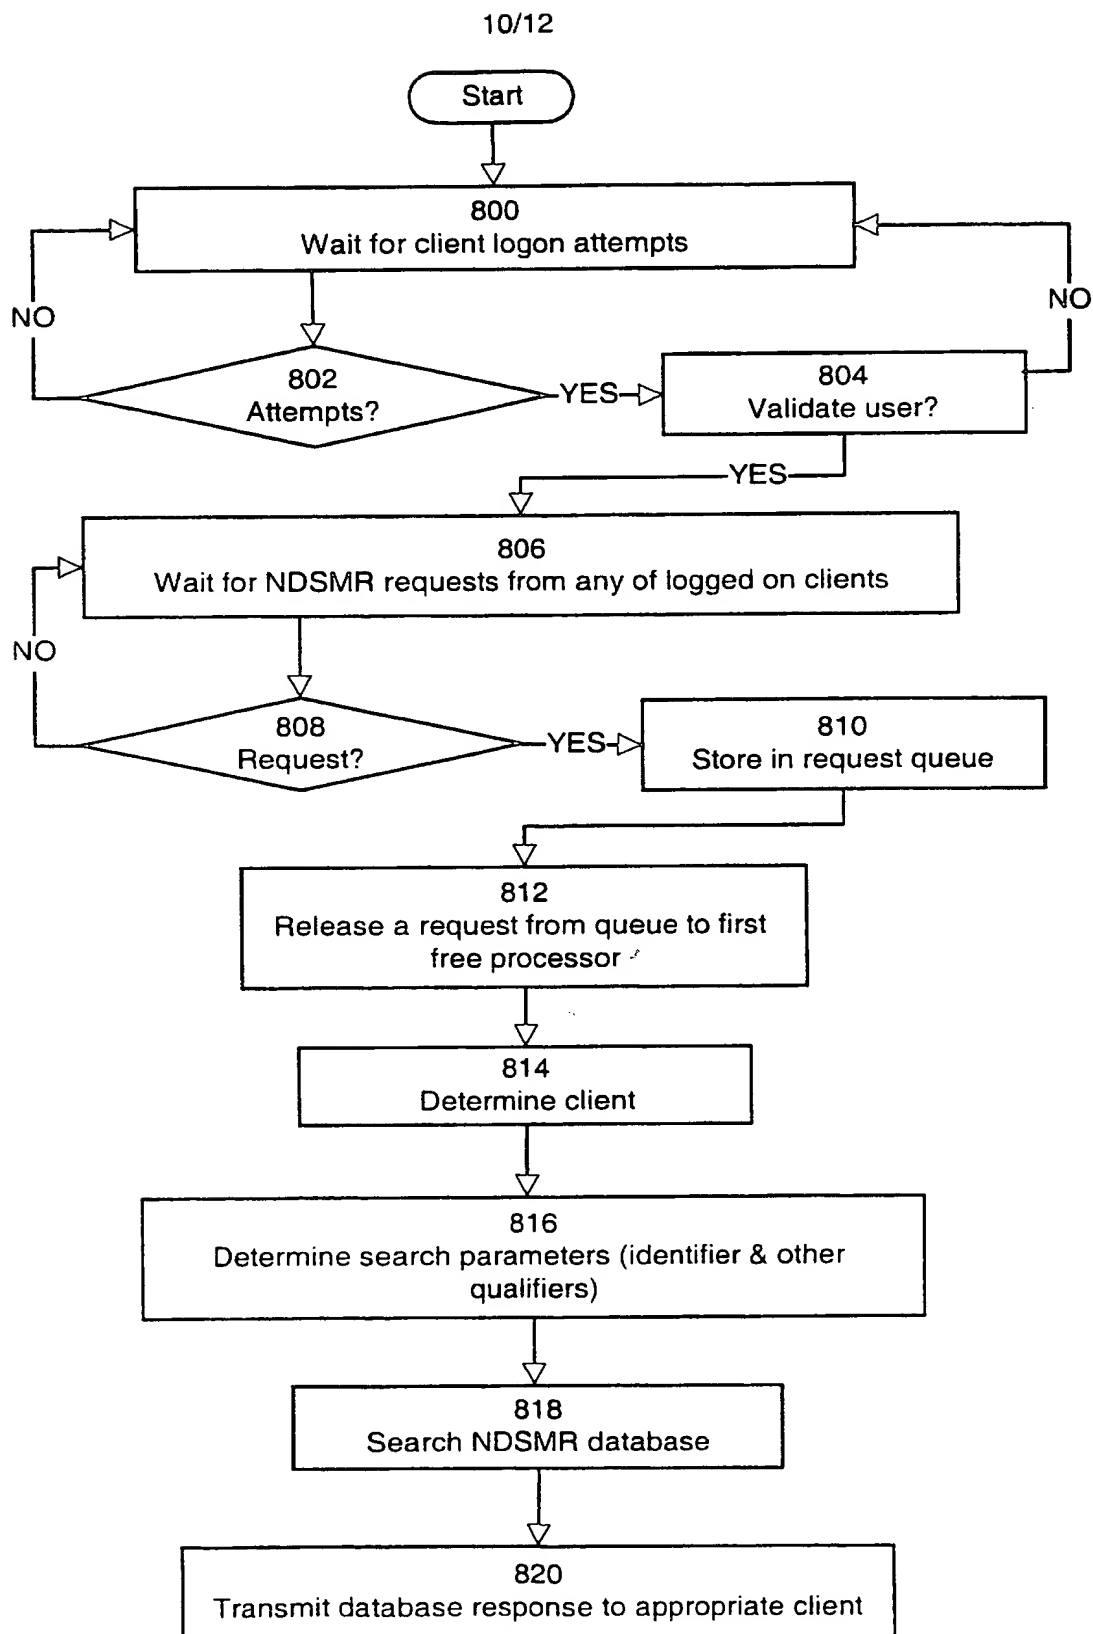 10/12
Start
800
Wait for client logon attempts
NO
NO
802
Attempts?
YES
804
Validate user?
YES
806
Wait for NDSMR requests from any of logged on clients
NO
808
Request?
YES
810
Store in request queue
812
Release a request from queue to first
free processor
814
Determine client
816
Determine search parameters (identifier & other
qualifiers)
818
Search NDSMR database
820
Transmit database response to appropriate client